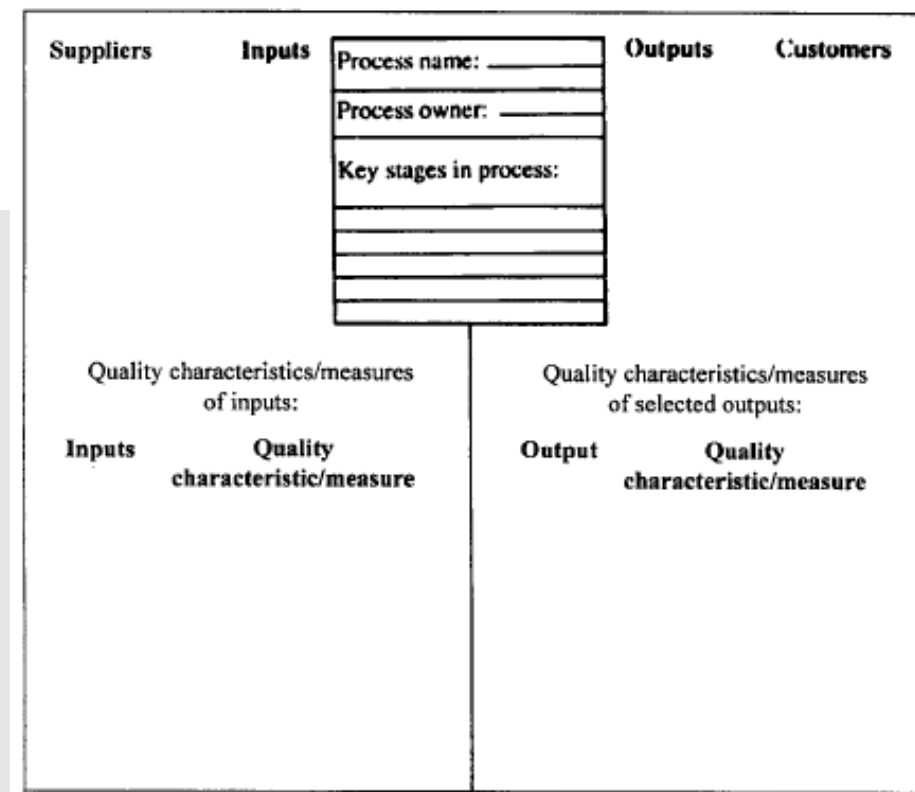 Suppliers Inputs Process name: Outputs Customers
Process owner:
Key stages in process:
Quality characteristics/measures
of inputs:
Quality characteristics/measures
of selected outputs:
Inputs Quality
characteristic/measure
Output Quality
characteristic/measure